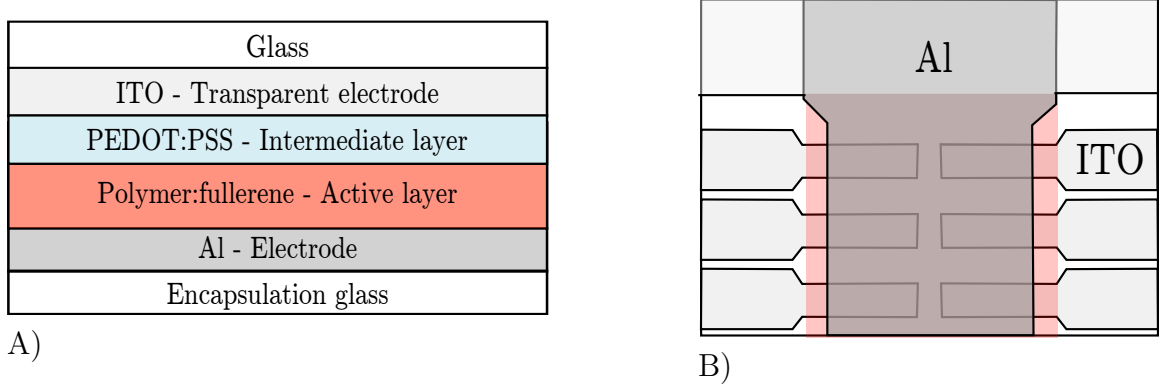 Glass
ITO - Transparent electrode
PEDOT:PSS - Intermediate layer
Polymer:fullerene - Active layer
Al - Electrode
Encapsulation glass
A)
Al
ITO
B)